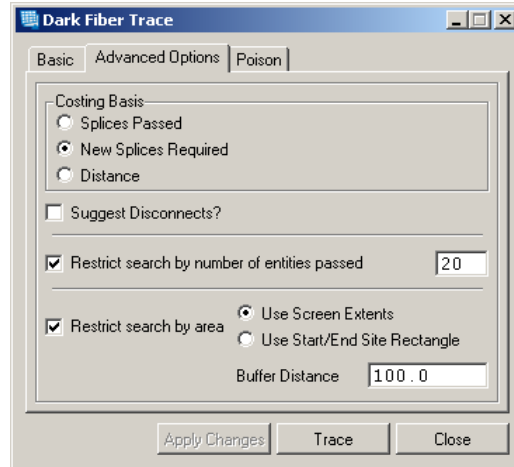 Dark Fiber Trace
Basic Advanced Options Poison
Costing Basis
Splices Passed
New Splices Required
Distance
Suggest Disconnects?
Restrict search by number of entities passed 20
Use Screen Extents
Restrict search by area
Use Start/End Site Rectangle
Buffer Distance 100.0
Apply Changes Trace Close